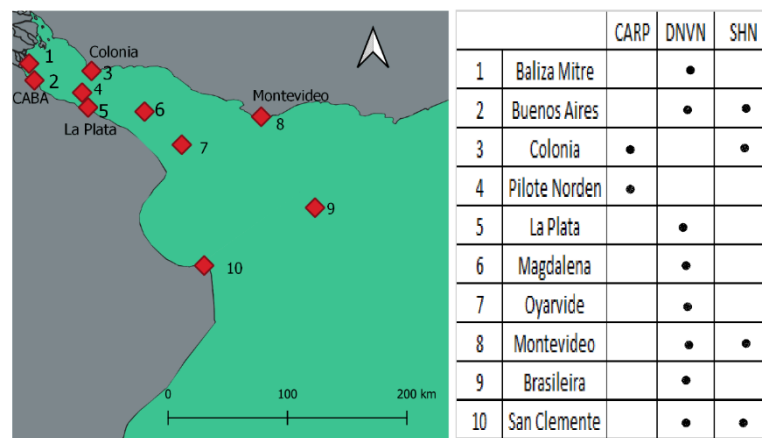 Colonia
1
3
2
4
CABA
5
6
La Plata
Montevideo
8
7
9
10
0 100 200 km
CARP DNVN SHN
1 Baliza Mitre •
2 Buenos Aires • •
3 Colonia • •
4 Pilote Norden •
5 La Plata •
6 Magdalena •
7 Oyarvide •
8 Montevideo • •
9 Brasileira •
10 San Clemente • •